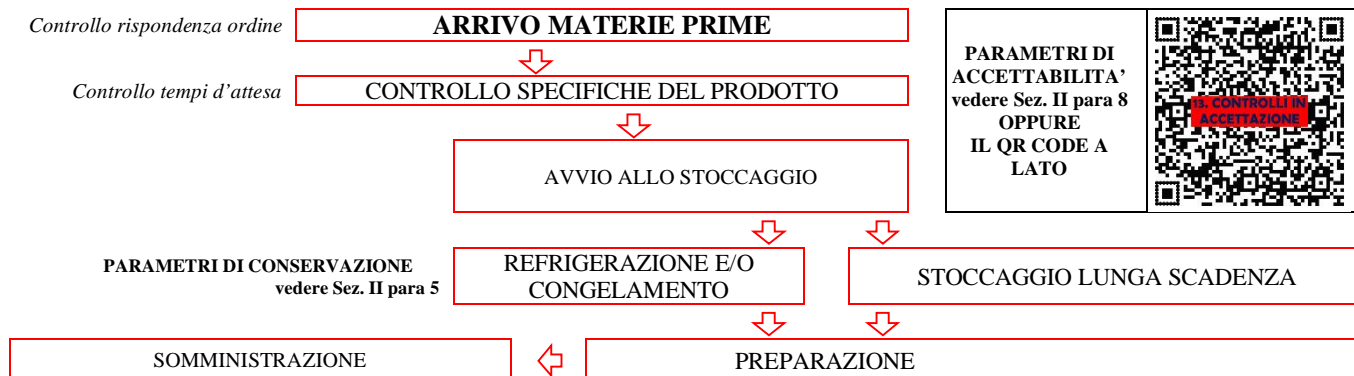 Controllo rispondenza ordine
ARRIVO MATERIE PRIME
Controllo tempi d'attesa
CONTROLLO SPECIFICHE DEL PRODOTTO
PARAMETRI DI
ACCETTABILITA'
vedere Sez. II para 8
OPPURE
IL QR CODE A
LATO
13. CONTROLLI IN
ACCETTAZIONE
AVVIO ALLO STOCCAGGIO
PARAMETRI DI CONSERVAZIONE
vedere Sez. II para 5
REFRIGERAZIONE E/O
CONGELAMENTO
STOCCAGGIO LUNGA SCADENZA
SOMMINISTRAZIONE
PREPARAZIONE